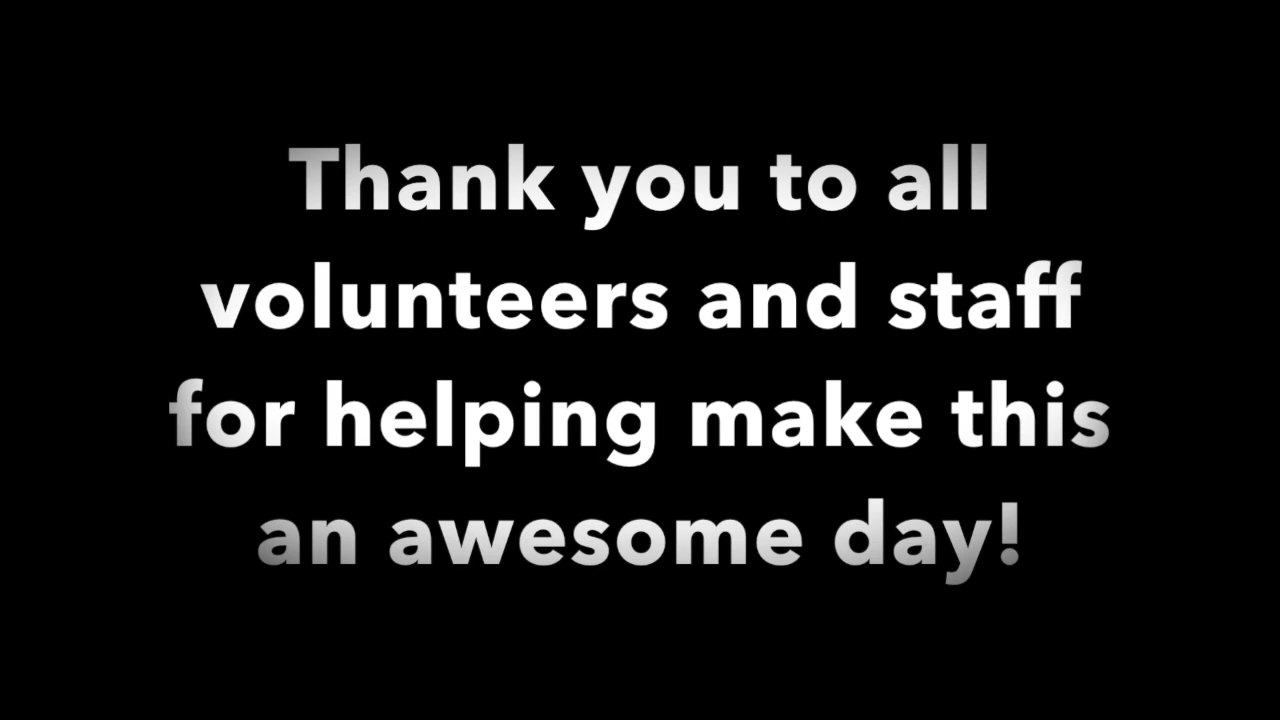 Thank you to all
volunteers and staff
for helping make this
an awesome day!